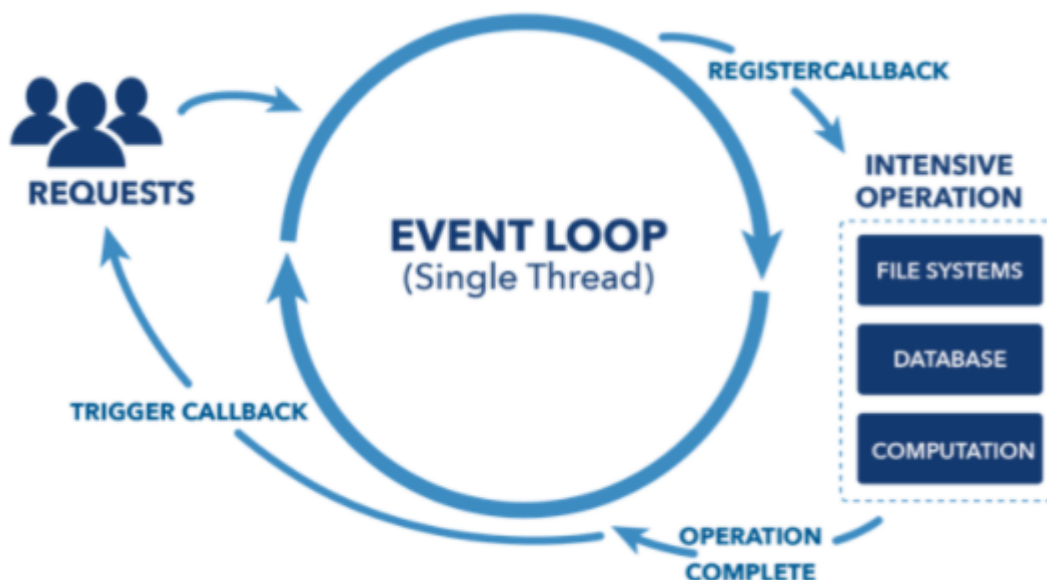 REGISTERCALLBACK
REQUESTS
INTENSIVE
OPERATION
EVENT LOOP
(Single Thread)
FILE SYSTEMS
DATABASE
COMPUTATION
TRIGGER CALLBACK
OPERATION
COMPLETE